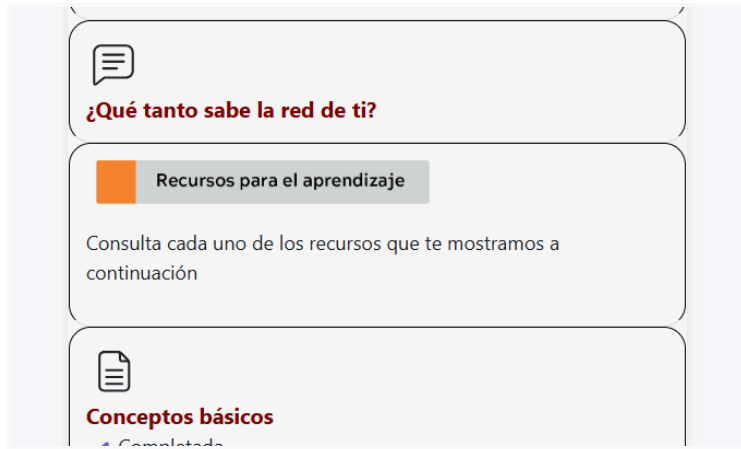 ¿Qué tanto sabe la red de ti?
Recursos para el aprendizaje
Consulta cada uno de los recursos que te mostramos a
continuación
Conceptos básicos
Completada